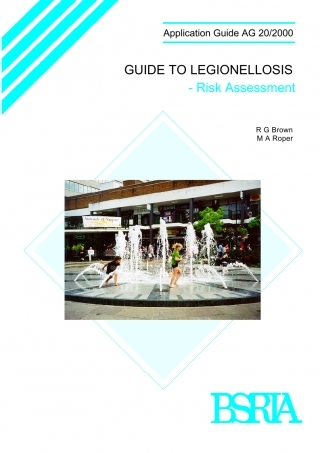 Application Guide AG 20/2000
GUIDE TO LEGIONELLOSIS
- Risk Assessment
R G Brown
M A Roper
BSRIA